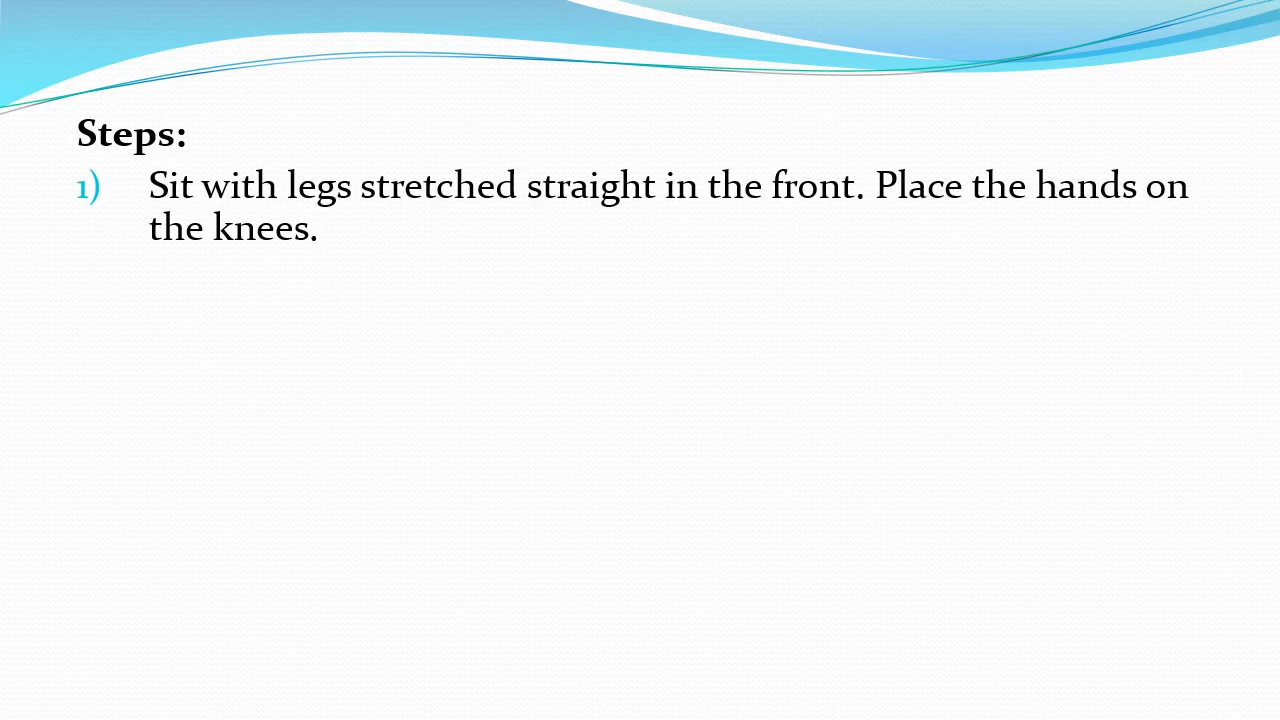 Steps:
1) Sit with legs stretched straight in the front. Place the hands on
the knees.